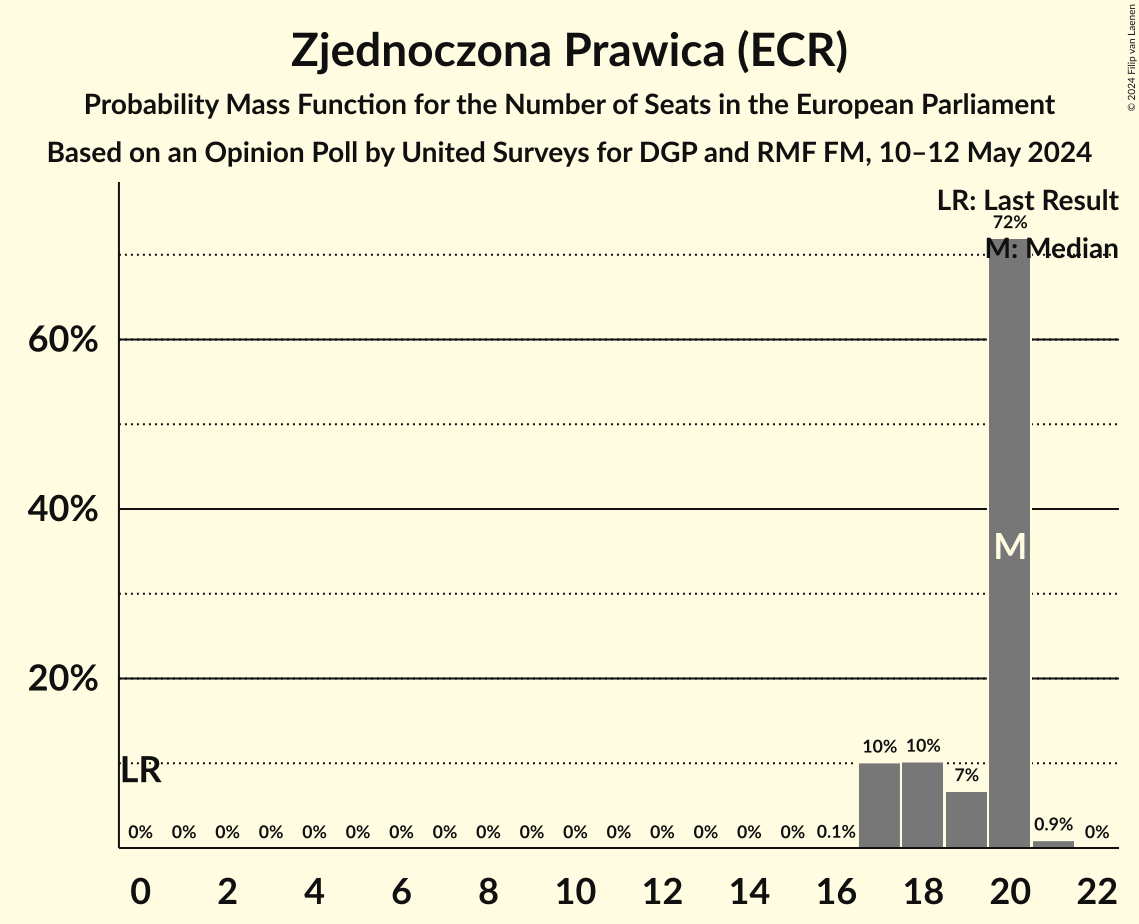 Zjednoczona Prawica (ECR)
Probability Mass Function for the Number of Seats in the European Parliament
Based on an Opinion Poll by United Surveys for DGP and RMF FM, 10–12 May 2024
© 2024 Filip van Laenen
LR: Last Result
72%
M: Median
60%
40%
M
20%
10% 10%
LR
7%
0% 0% 0% 0% 0% 0% 0% 0% 0% 0% 0% 0% 0% 0% 0% 0% 0.1% 0.9% 0%
0 2 4 6 8 10 12 14 16 18 20 22